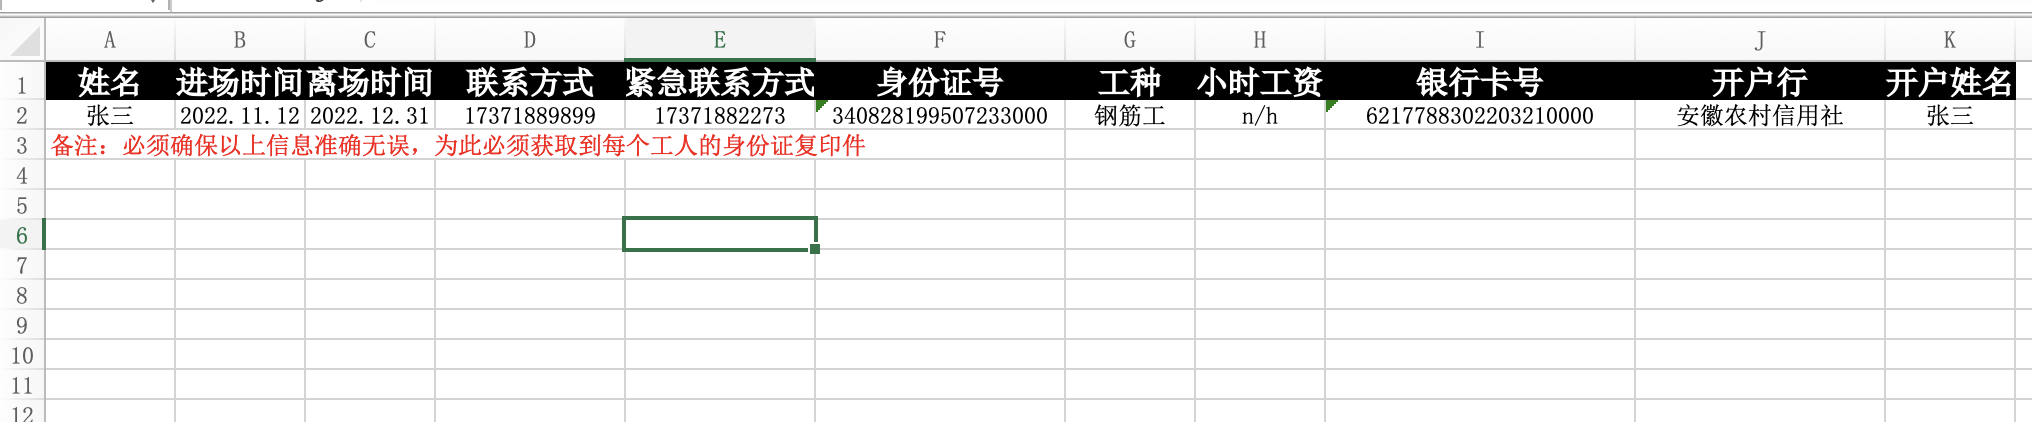 A B C D E F G H I J K
1 姓名 进场时间 离场时间 联系方式 紧急联系方式 身份证号 工种 小时工资 银行卡号 开户行 开户姓名
2 张三 2022.11.12 2022.12.31 17371889899 17371882273 340828199507233000 钢筋工 n/h 6217788302203210000 安徽农村信用社 张三
3 备注：必须确保以上信息准确无误，为此必须获取到每个工人的身份证复印件
4
5
6
7
8
9
10
11
12